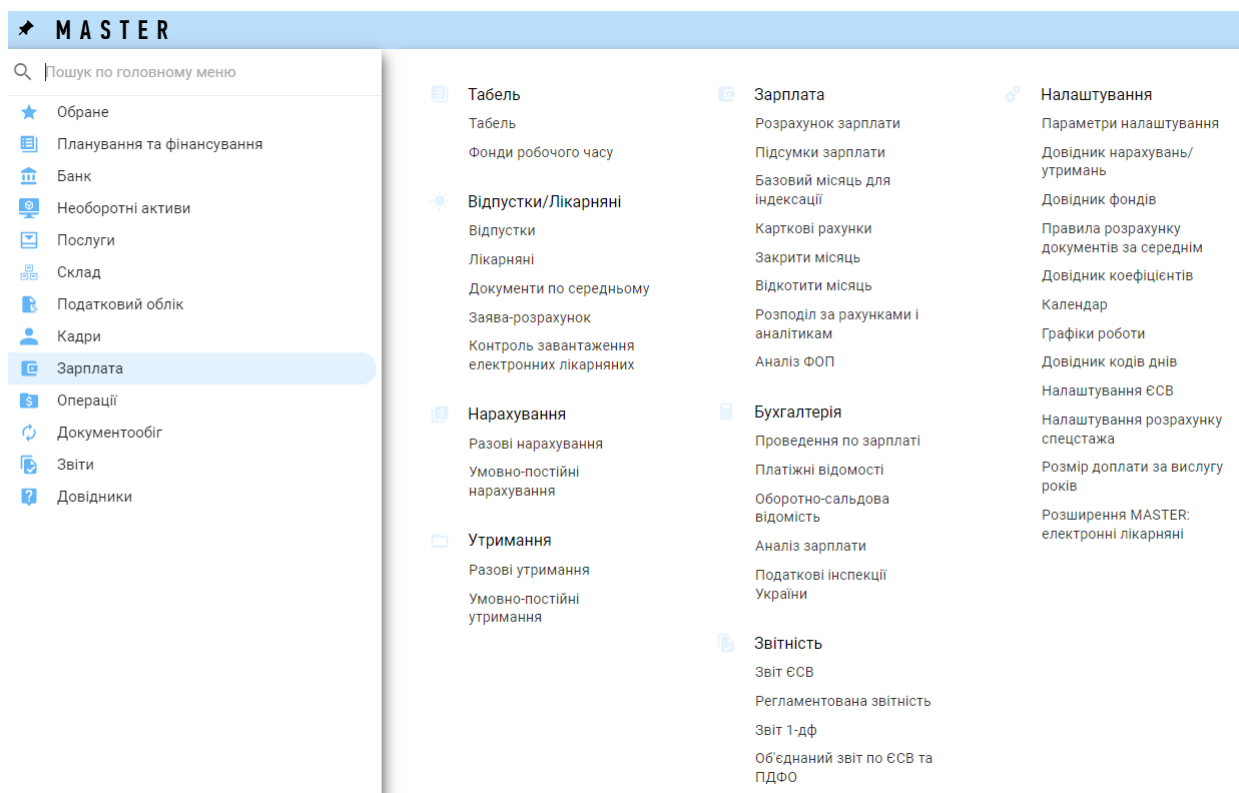 MASTER
Пошук по головному меню
Обране
Планування та фінансування
Банк
Необоротні активи
Послуги
Склад
Податковий облік
Кадри
Зарплата
Операції
Документообіг
Звіти
Довідники
Табель
Табель
Фонди робочого часу
Відпустки/Лікарняні
Відпустки
Лікарняні
Документи по середньому
Заява-розрахунок
Контроль завантаження
електронних лікарняних
Нарахування
Разові нарахування
Умовно-постійні
нарахування
Утримання
Разові утримання
Умовно-постійні
утримання
Зарплата
Розрахунок зарплати
Підсумки зарплати
Базовий місяць для
індексації
Карткові рахунки
Закрити місяць
Відкотити місяць
Розподіл за рахунками і
аналітикам
Аналіз ФОП
Бухгалтерія
Проведення по зарплаті
Платіжні відомості
Оборотно-сальдова
відомість
Аналіз зарплати
Податкові інспекції
України
Звітність
Звіт ЄСВ
Регламентована звітність
Звіт 1-дф
Об'єднаний звіт по ЄСВ та
ПДФО
Налаштування
Параметри налаштування
Довідник нарахувань/
утримань
Довідник фондів
Правила розрахунку
документів за середнім
Довідник коефіцієнтів
Календар
Графіки роботи
Довідник кодів днів
Налаштування ЄСВ
Налаштування розрахунку
спецстажа
Розмір доплати за вислугу
років
Розширення MASTER:
електронні лікарняні